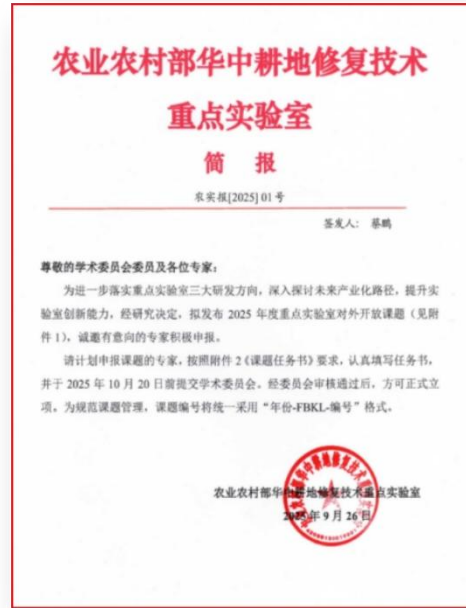 农业农村部华中耕地修复技术
重点实验室
简 报
农实报[2025] 01 号
签发人: 蔡鹏
尊敬的学术委员会委员及各位专家:
为进一步落实重点实验室三大研发方向,深入探讨未来产业化路径,提升实
验室创新能力,经研究决定,拟发布 2025 年度重点实验室对外开放课题(见附
件 1),诚邀有意向的专家积极申报。
请计划申报课题的专家,按照附件 2《课题任务书》要求,认真填写任务书,
并于 2025 年 10 月 20 日前提交学术委员会。经委员会审核通过后,方可正式立
项。为规范课题管理,课题编号将统一采用“年份-FBKL-编号”格式。
农业农村部华中耕地修复技术重点实验室
2025 年 9 月 26 日